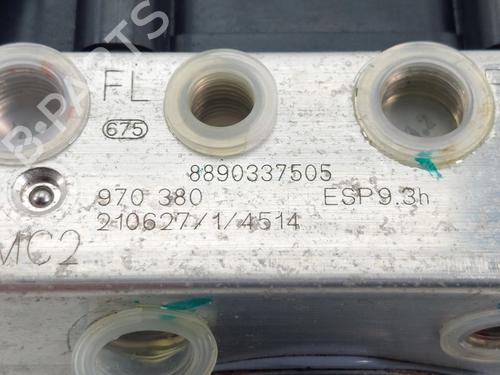 FL
675
8890337505
970 380 ESP9.3h
210627/1/4514
MC2
B-PARTS